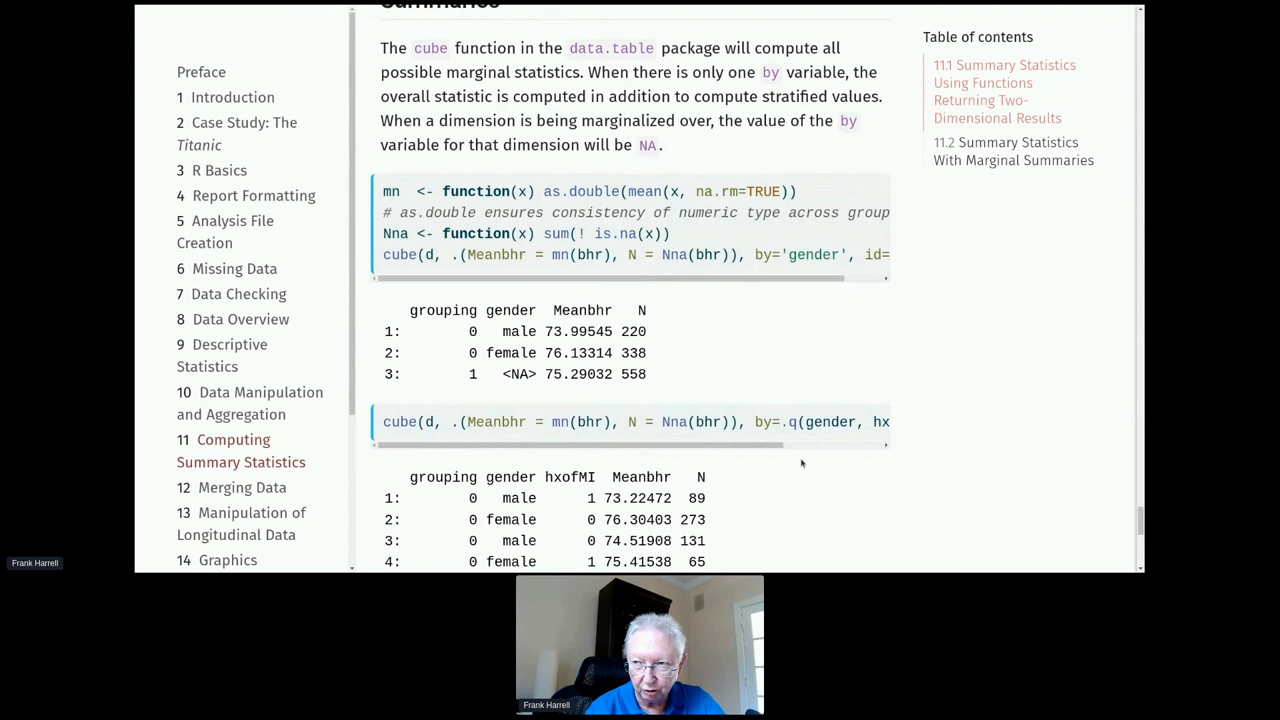 Preface
1 Introduction
2 Case Study: The
Titanic
3 R Basics
4 Report Formatting
5 Analysis File
Creation
6 Missing Data
7 Data Checking
8 Data Overview
9 Descriptive
Statistics
10 Data Manipulation
and Aggregation
11 Computing
Summary Statistics
12 Merging Data
13 Manipulation of
Longitudinal Data
14 Graphics
Summaries
The cube function in the data.table package will compute all
possible marginal statistics. When there is only one by variable, the
overall statistic is computed in addition to compute stratified values.
When a dimension is being marginalized over, the value of the by
variable for that dimension will be NA.
mn <- function(x) as.double(mean(x, na.rm=TRUE))
# as.double ensures consistency of numeric type across group
Nna <- function(x) sum(! is.na(x))
cube(d, .(Meanbhr = mn(bhr), N = Nna(bhr)), by='gender', id=
grouping gender Meanbhr N
1: 0 male 73.99545 220
2: 0 female 76.13314 338
3: 1 <NA> 75.29032 558
cube(d, .(Meanbhr = mn(bhr), N = Nna(bhr)), by=.q(gender, hx
grouping gender hxofMI Meanbhr N
1: 0 male 1 73.22472 89
2: 0 female 0 76.30403 273
3: 0 male 0 74.51908 131
4: 0 female 1 75.41538 65
Table of contents
11.1 Summary Statistics
Using Functions
Returning Two-
Dimensional Results
11.2 Summary Statistics
With Marginal Summaries
Frank Harrell
Frank Harrell